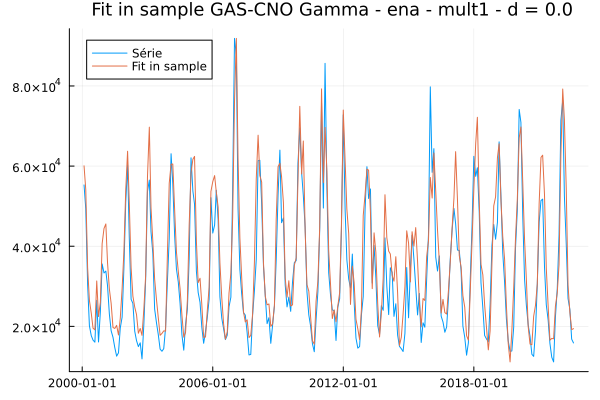 Fit in sample GAS-CNO Gamma - ena - mult1 - d = 0.0
Série
Fit in sample
8.0×10⁴
6.0×10⁴
4.0×10⁴
2.0×10⁴
2000-01-01 2006-01-01 2012-01-01 2018-01-01